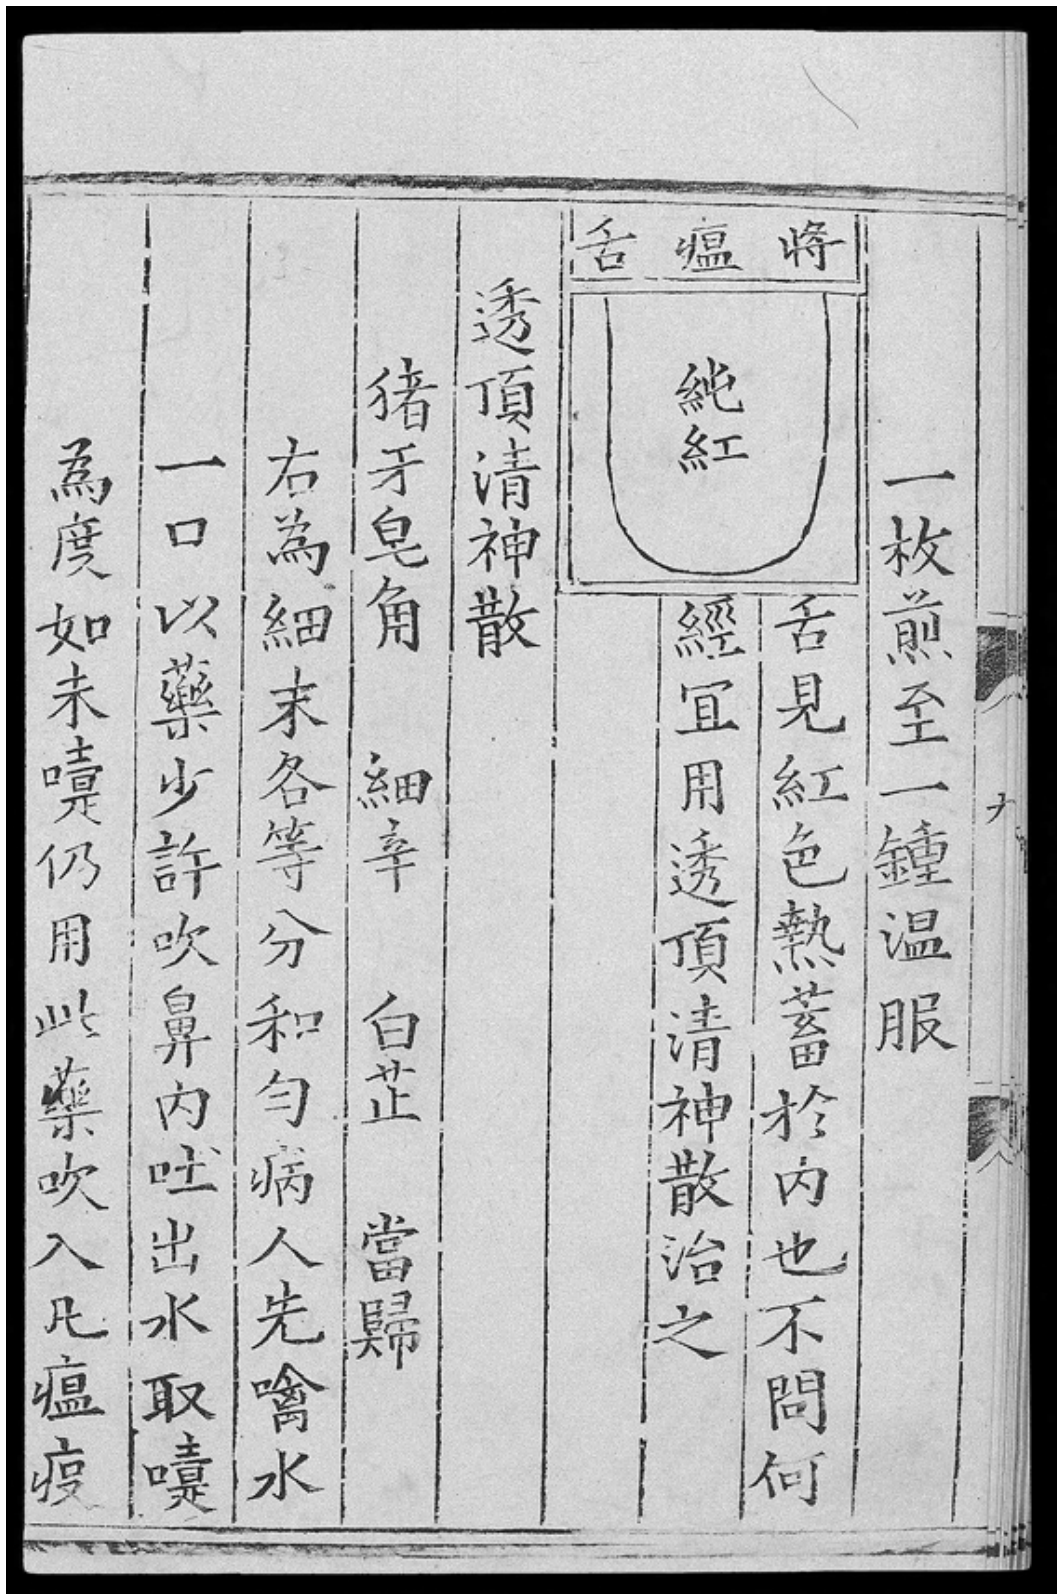 一枚煎至一鍾温服
將瘟舌
純紅
舌見紅色熱蓄於内也不問何
經宜用透頂清神散治之
透頂清神散
猪牙皂角 細辛 白芷 當歸
右為細末各等分和勻病人先噙水
一口以藥少許吹鼻内吐出水取嚏
為度如未嚏仍用此藥吹入凡瘟疫